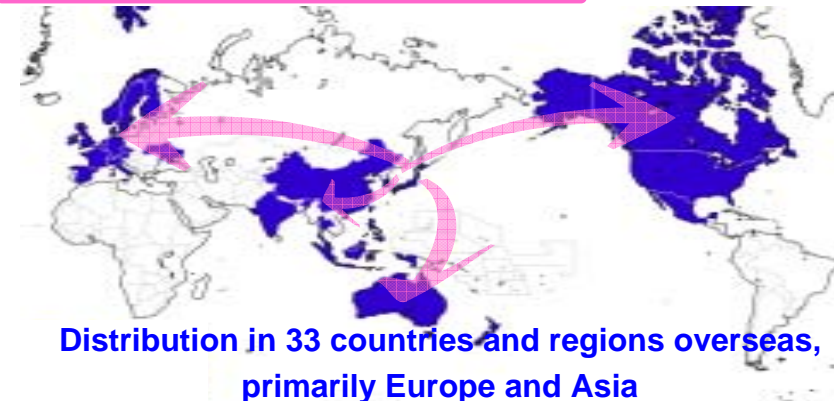 Distribution in 33 countries and regions overseas,
primarily Europe and Asia